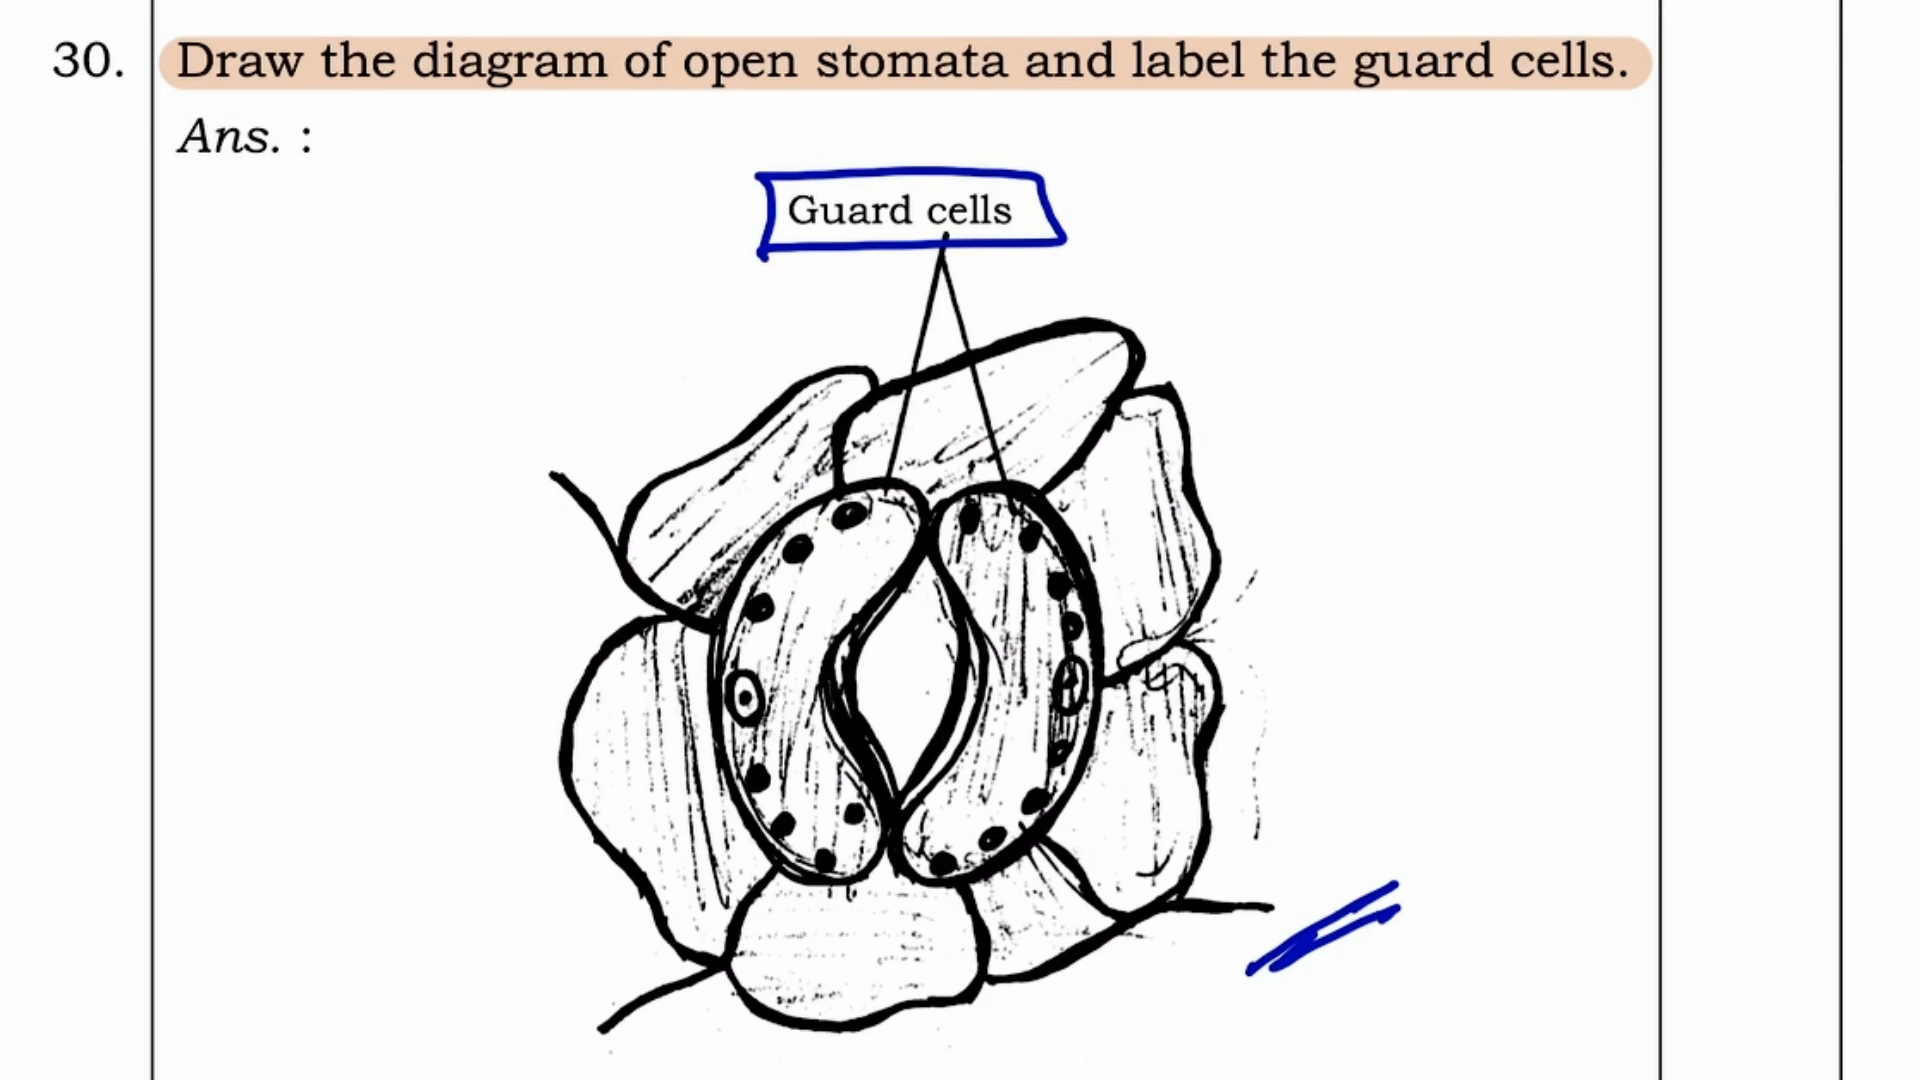 30. Draw the diagram of open stomata and label the guard cells.
Ans. :
Guard cells